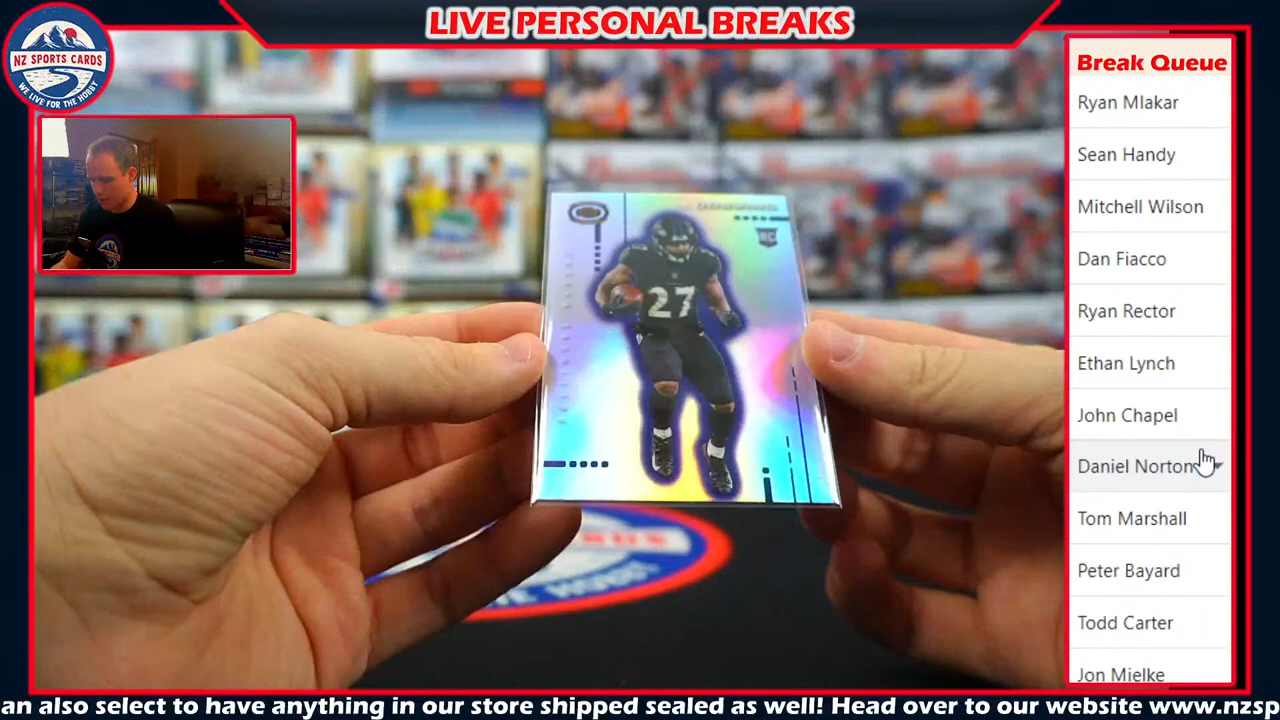 LIVE PERSONAL BREAKS
NZ SPORTS CARDS
WE LIVE FOR THE HOBBY
Break Queue
Ryan Mlakar
Sean Handy
Mitchell Wilson
Dan Fiacco
Ryan Rector
Ethan Lynch
John Chapel
Daniel Norton
Tom Marshall
Peter Bayard
Todd Carter
Jon Mielke
RC
27
an also select to have anything in our store shipped sealed as well! Head over to our website www.nzsp